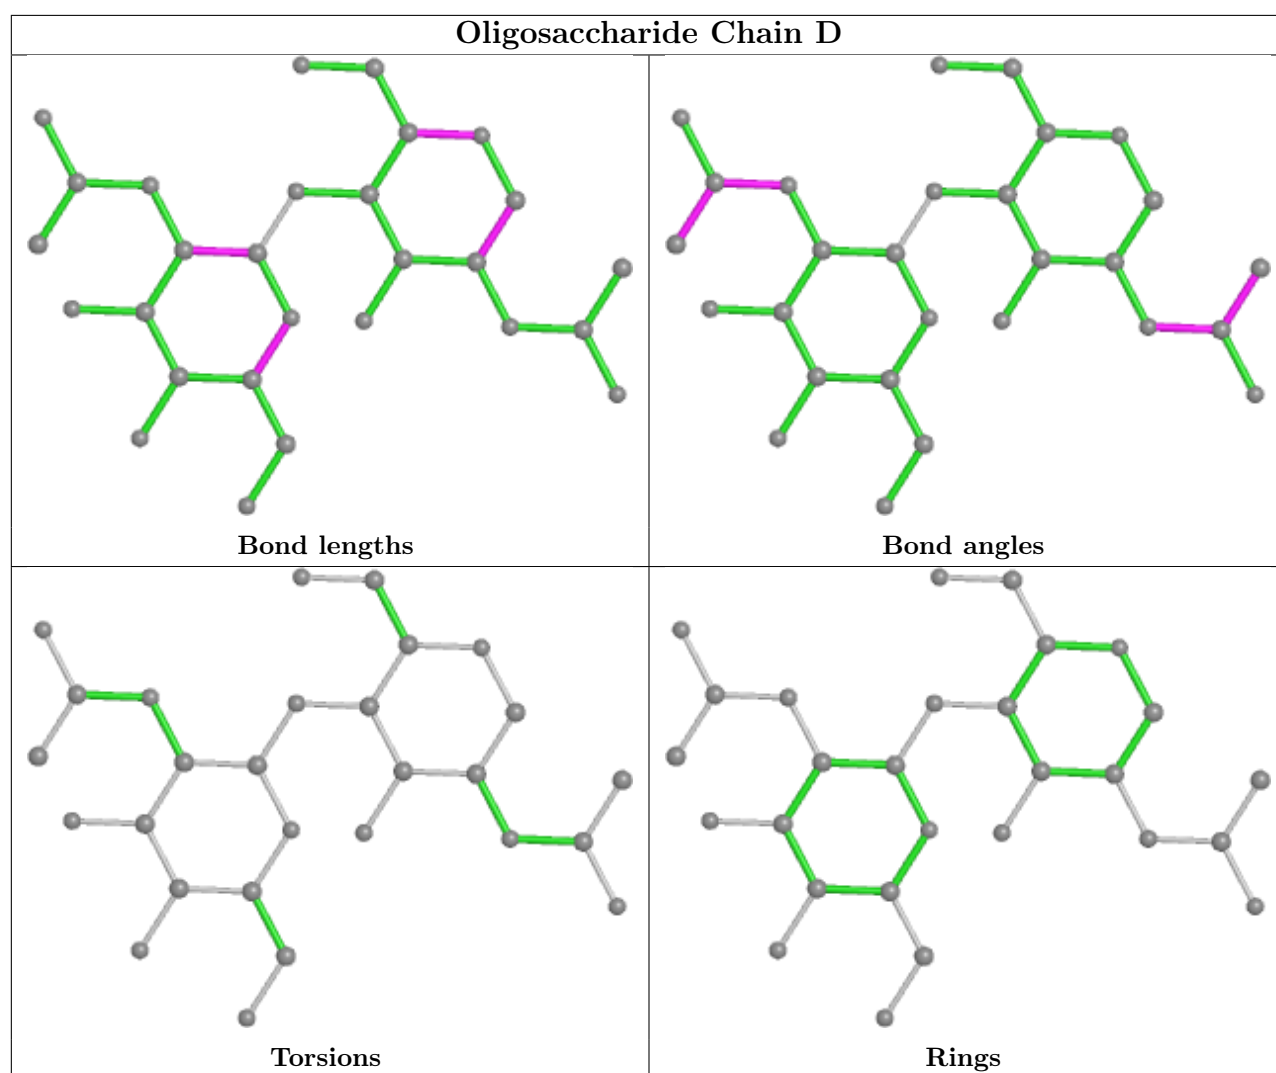 Oligosaccharide Chain D
Bond lengths
Bond angles
Torsions
Rings